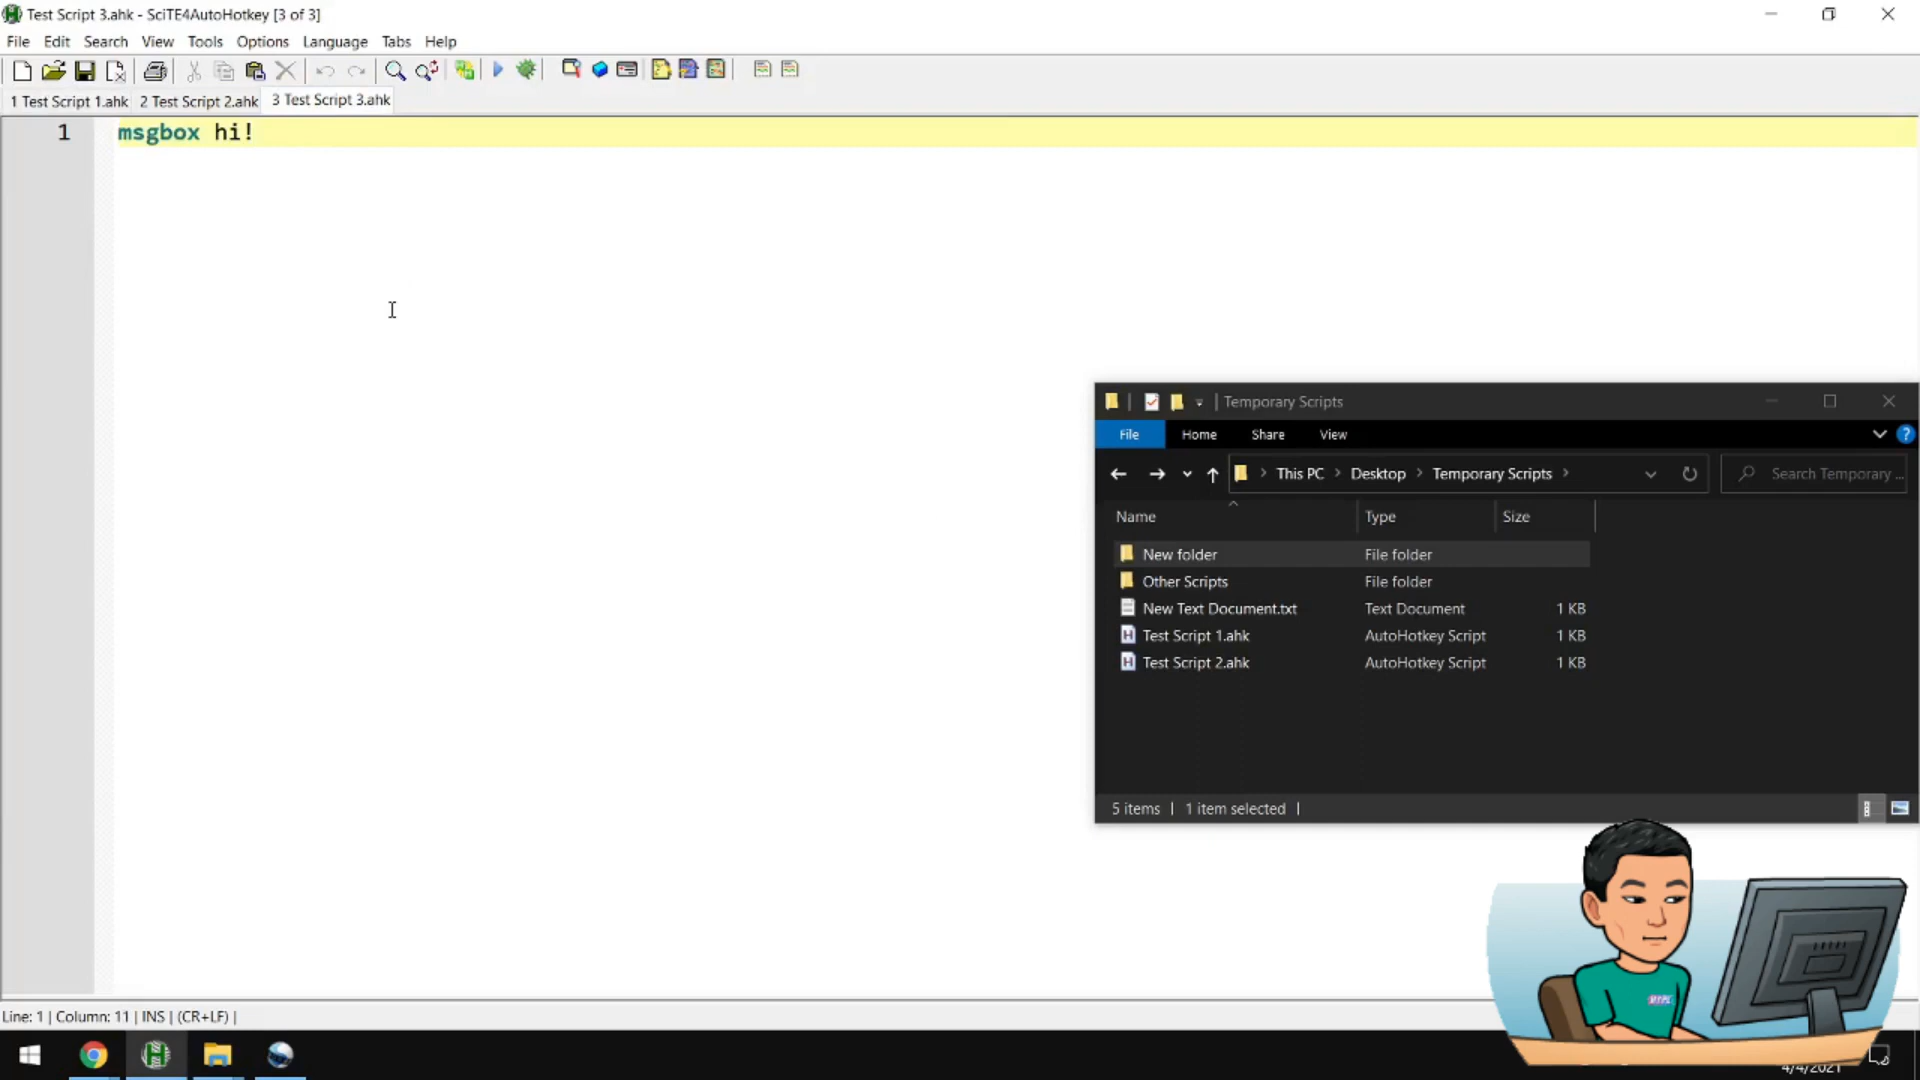 Test Script 3.ahk - SciTE4AutoHotkey [3 of 3]
File Edit Search View Tools Options Language Tabs Help
1 Test Script 1.ahk 2 Test Script 2.ahk 3 Test Script 3.ahk
1 msgbox hi!
Temporary Scripts
File Home Share View
This PC Desktop Temporary Scripts Search Temporary ...
Name Type Size
New folder File folder
Other Scripts File folder
New Text Document.txt Text Document 1 KB
Test Script 1.ahk AutoHotkey Script 1 KB
Test Script 2.ahk AutoHotkey Script 1 KB
5 items | 1 item selected |
Line: 1 | Column: 11 | INS | (CR+LF) |
4/4/2021